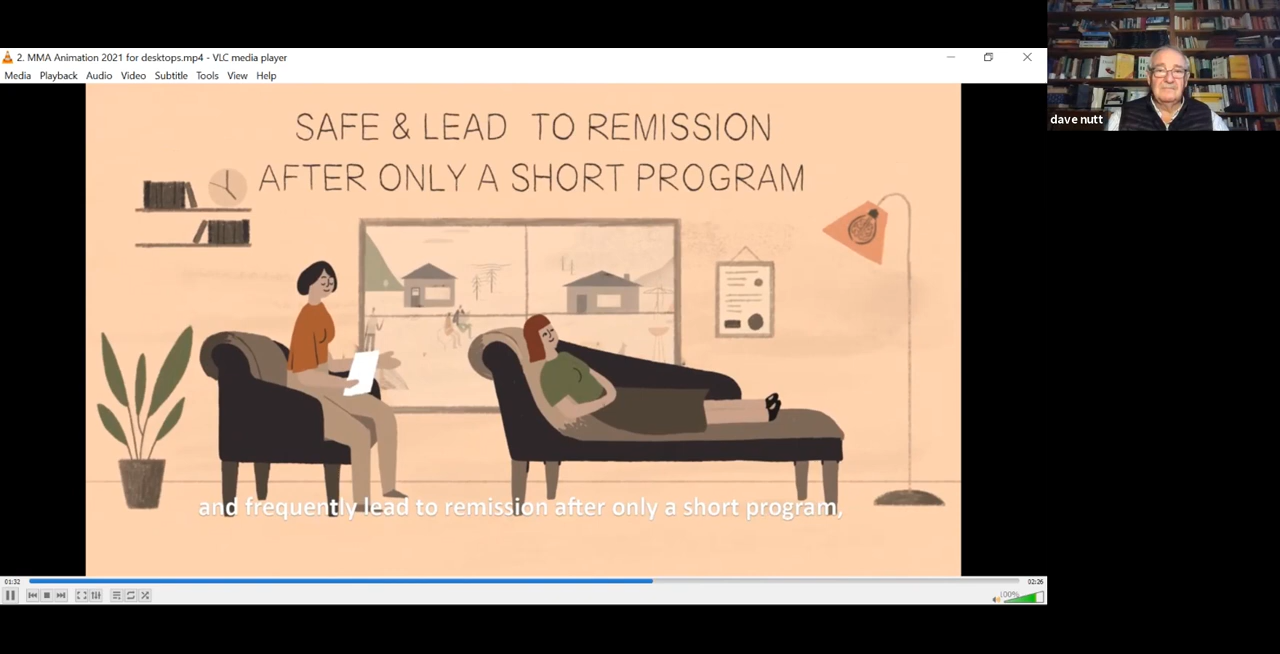 2. MMA Animation 2021 for desktops.mp4 - VLC media player
Media Playback Audio Video Subtitle Tools View Help
SAFE & LEAD TO REMISSION
AFTER ONLY A SHORT PROGRAM
and frequently lead to remission after only a short program,
01:32
02:26
100%
dave nutt